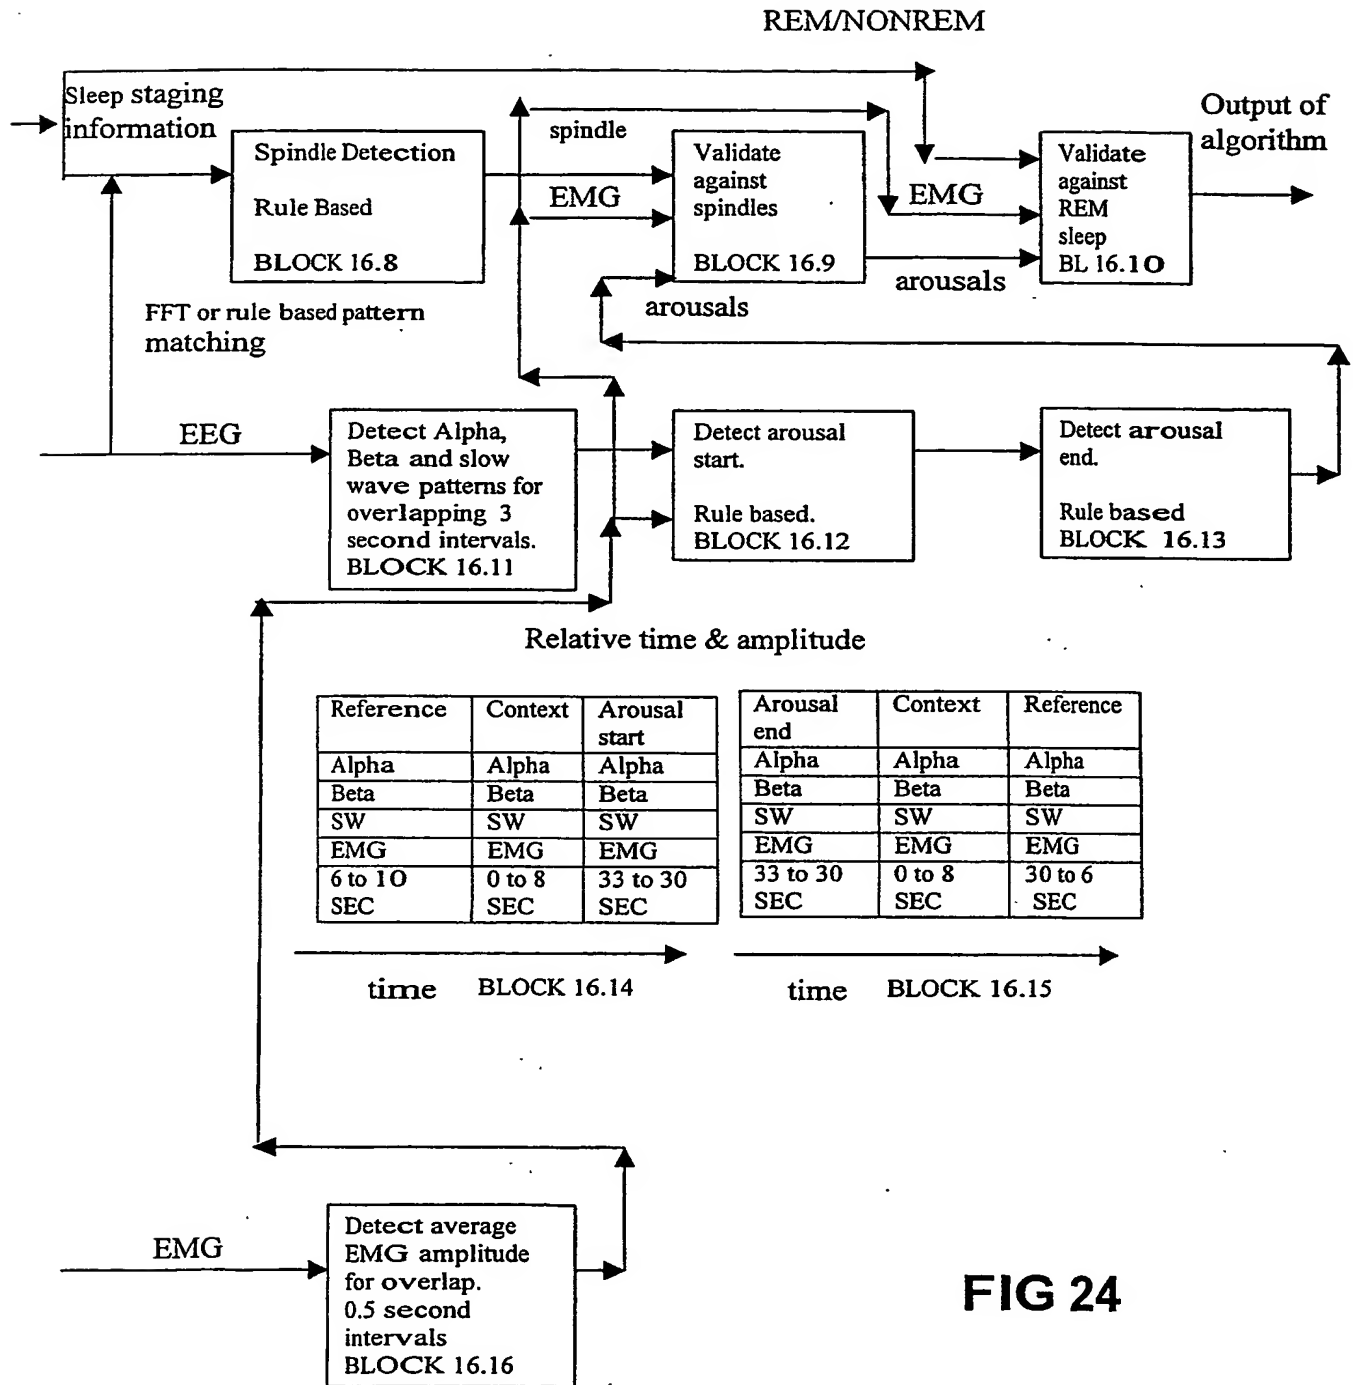 REM/NONREM
Sleep staging
information
Output of
algorithm
Spindle Detection
Rule Based
BLOCK 16.8
spindle
EMG
Validate
against
spindles
BLOCK 16.9
EMG
Validate
against
REM
sleep
BL 16.10
arousals
arousals
FFT or rule based pattern
matching
EEG
Detect Alpha,
Beta and slow
wave patterns for
overlapping 3
second intervals.
BLOCK 16.11
Detect arousal
start.
Rule based.
BLOCK 16.12
Detect arousal
end.
Rule based
BLOCK 16.13
Relative time & amplitude
Reference Context Arousal
start
Alpha Alpha Alpha
Beta Beta Beta
SW SW SW
EMG EMG EMG
6 to 10 0 to 8 33 to 30
SEC SEC SEC
time BLOCK 16.14
Arousal Context Reference
end
Alpha Alpha Alpha
Beta Beta Beta
SW SW SW
EMG EMG EMG
33 to 30 0 to 8 30 to 6
SEC SEC SEC
time BLOCK 16.15
EMG
Detect average
EMG amplitude
for overlap.
0.5 second
intervals
BLOCK 16.16
FIG 24